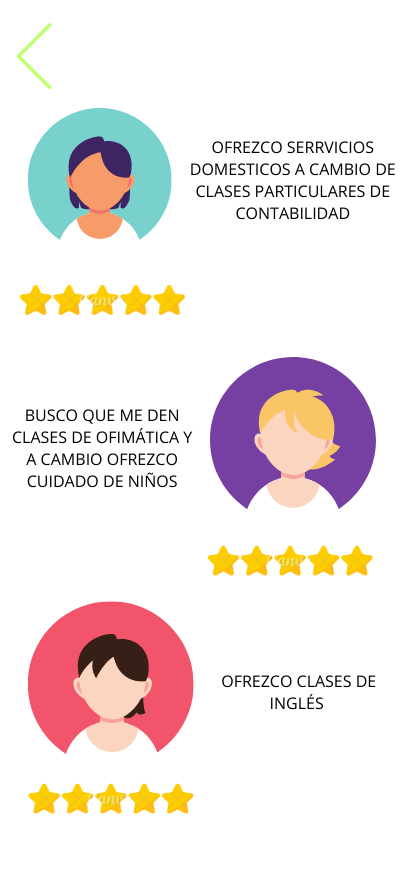 OFREZCO SERRVICIOS
DOMESTICOS A CAMBIO DE
CLASES PARTICULARES DE
CONTABILIDAD
BUSCO QUE ME DEN
CLASES DE OFIMÁTICA Y
A CAMBIO OFREZCO
CUIDADO DE NIÑOS
OFREZCO CLASES DE
INGLÉS